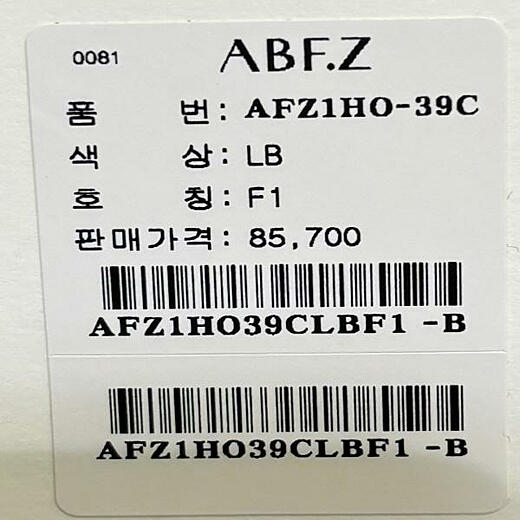 0081 ABF.Z
품 번: AFZ1HO-39C
색 상: LB
호 칭: F1
판매가격: 85,700
AFZ1HO39CLBF1 -B
AFZ1HO39CLBF1 -B